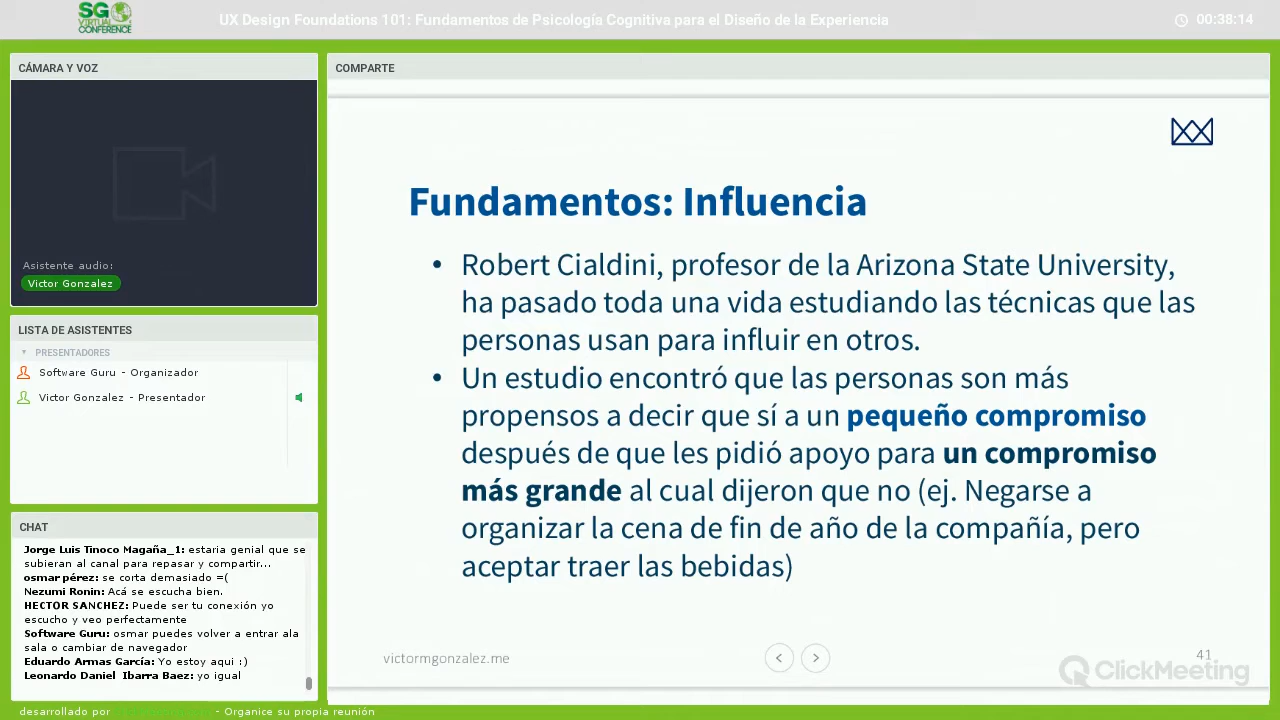 SG
VIRTUAL
CONFERENCE
UX Design Foundations 101: Fundamentos de Psicología Cognitiva para el Diseño de la Experiencia
00:38:14
CÁMARA Y VOZ
Asistente audio:
Victor Gonzalez
LISTA DE ASISTENTES
PRESENTADORES
Software Guru - Organizador
Victor Gonzalez - Presentador
CHAT
Jorge Luis Tinoco Magaña_1: estaria genial que se
subieran al canal para repasar y compartir...
osmar pérez: se corta demasiado =(
Nezumi Ronin: Acá se escucha bien.
HECTOR SANCHEZ: Puede ser tu conexión yo
escucho y veo perfectamente
Software Guru: osmar puedes volver a entrar ala
sala o cambiar de navegador
Eduardo Armas García: Yo estoy aqui :)
Leonardo Daniel Ibarra Baez: yo igual
desarrollado por - Organice su propia reunión
COMPARTE
Fundamentos: Influencia
• Robert Cialdini, profesor de la Arizona State University,
ha pasado toda una vida estudiando las técnicas que las
personas usan para influir en otros.
• Un estudio encontró que las personas son más
propensos a decir que sí a un pequeño compromiso
después de que les pidió apoyo para un compromiso
más grande al cual dijeron que no (ej. Negarse a
organizar la cena de fin de año de la compañía, pero
aceptar traer las bebidas)
victormgonzalez.me
41
ClickMeeting